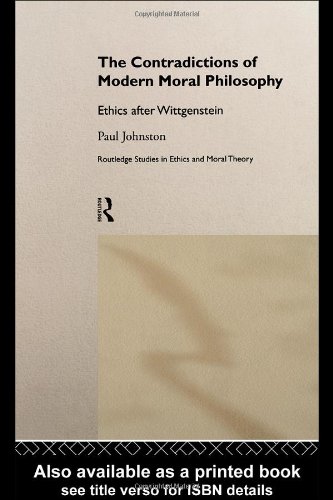 The Contradictions of
Modern Moral Philosophy
Ethics after Wittgenstein
Paul Johnston
Routledge Studies in Ethics and Moral Theory
ROUTLEDGE
Also available as a printed book
see title verso for ISBN details